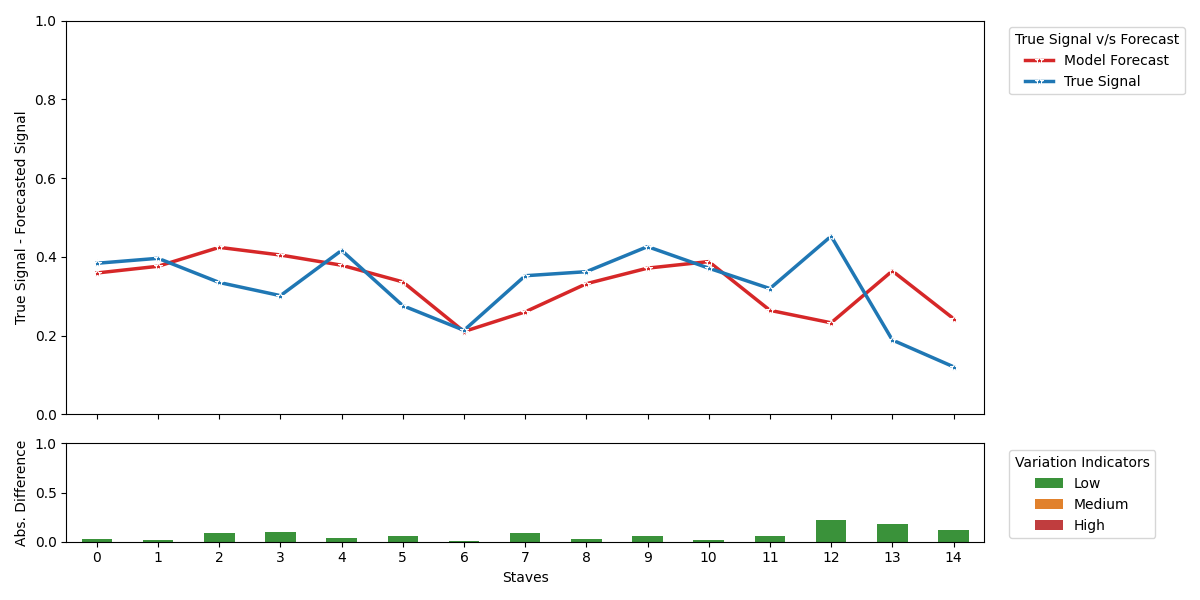 True Signal - Forecasted Signal
1.0
0.8
0.6
0.4
0.2
0.0
True Signal v/s Forecast
Model Forecast
True Signal
Abs. Difference
1.0
0.5
0.0
0 1 2 3 4 5 6 7 8 9 10 11 12 13 14
Staves
Variation Indicators
Low
Medium
High